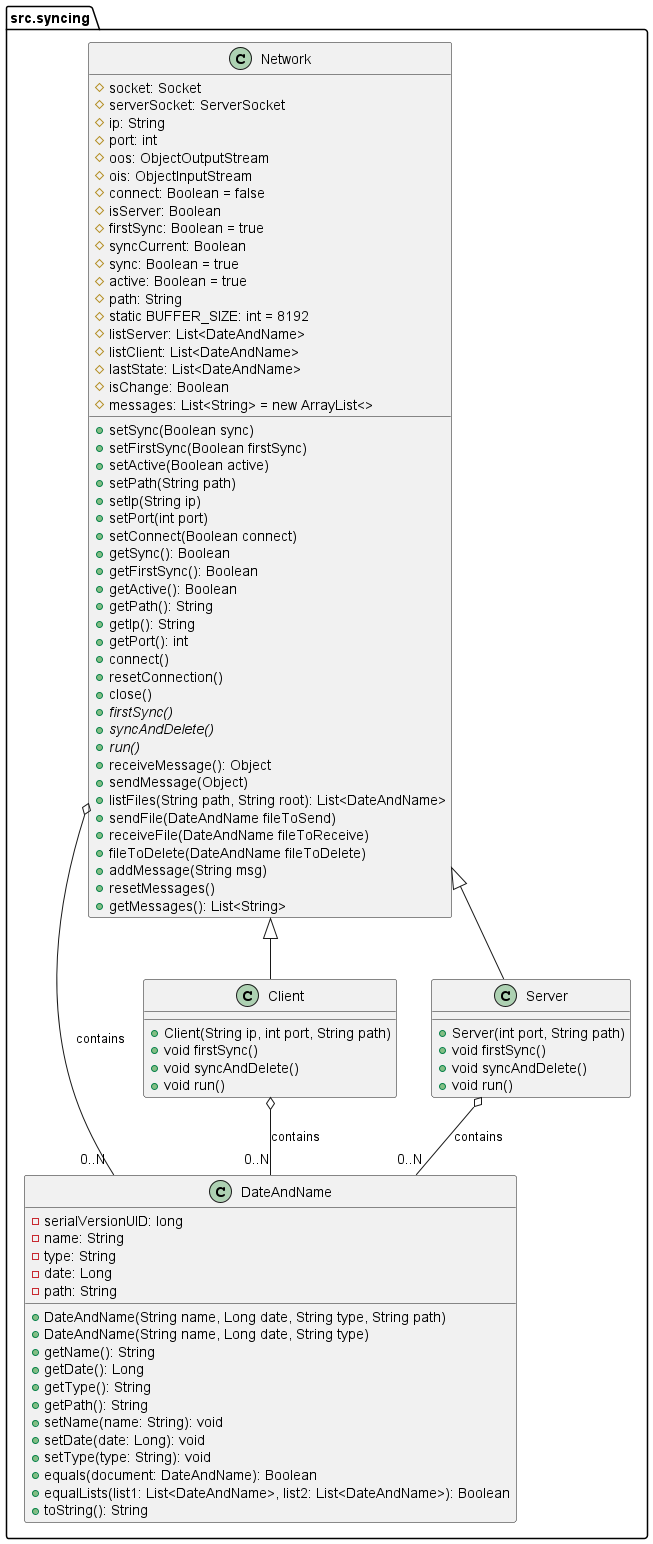 src.syncing
C Network
socket: Socket
serverSocket: ServerSocket
ip: String
port: int
oos: ObjectOutputStream
ois: ObjectInputStream
connect: Boolean = false
isServer: Boolean
firstSync: Boolean = true
syncCurrent: Boolean
sync: Boolean = true
active: Boolean = true
path: String
static BUFFER_SIZE: int = 8192
listServer: List<DateAndName>
listClient: List<DateAndName>
lastState: List<DateAndName>
isChange: Boolean
messages: List<String> = new ArrayList<>
setSync(Boolean sync)
setFirstSync(Boolean firstSync)
setActive(Boolean active)
setPath(String path)
setIp(String ip)
setPort(int port)
setConnect(Boolean connect)
getSync(): Boolean
getFirstSync(): Boolean
getActive(): Boolean
getPath(): String
getIp(): String
getPort(): int
connect()
resetConnection()
close()
firstSync()
syncAndDelete()
run()
receiveMessage(): Object
sendMessage(Object)
listFiles(String path, String root): List<DateAndName>
sendFile(DateAndName fileToSend)
receiveFile(DateAndName fileToReceive)
fileToDelete(DateAndName fileToDelete)
addMessage(String msg)
resetMessages()
getMessages(): List<String>
C Client
Client(String ip, int port, String path)
void firstSync()
void syncAndDelete()
void run()
C Server
Server(int port, String path)
void firstSync()
void syncAndDelete()
void run()
contains
contains
contains
0..N
0..N
0..N
C DateAndName
serialVersionUID: long
name: String
type: String
date: Long
path: String
DateAndName(String name, Long date, String type, String path)
DateAndName(String name, Long date, String type)
getName(): String
getDate(): Long
getType(): String
getPath(): String
setName(name: String): void
setDate(date: Long): void
setType(type: String): void
equals(document: DateAndName): Boolean
equalLists(list1: List<DateAndName>, list2: List<DateAndName>): Boolean
toString(): String